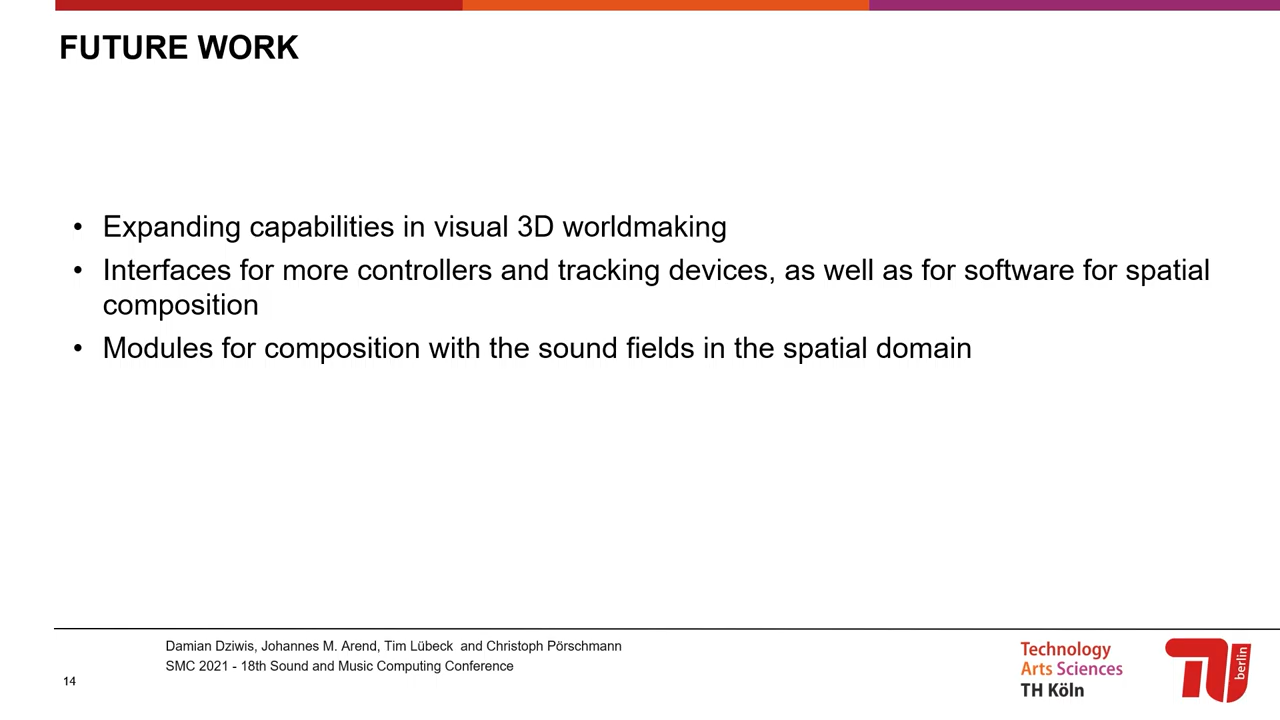 FUTURE WORK
• Expanding capabilities in visual 3D worldmaking
• Interfaces for more controllers and tracking devices, as well as for software for spatial
composition
• Modules for composition with the sound fields in the spatial domain
Damian Dziwis, Johannes M. Arend, Tim Lübeck and Christoph Pörschmann
SMC 2021 - 18th Sound and Music Computing Conference
14
Technology
Arts Sciences
TH Köln
TU
berlin